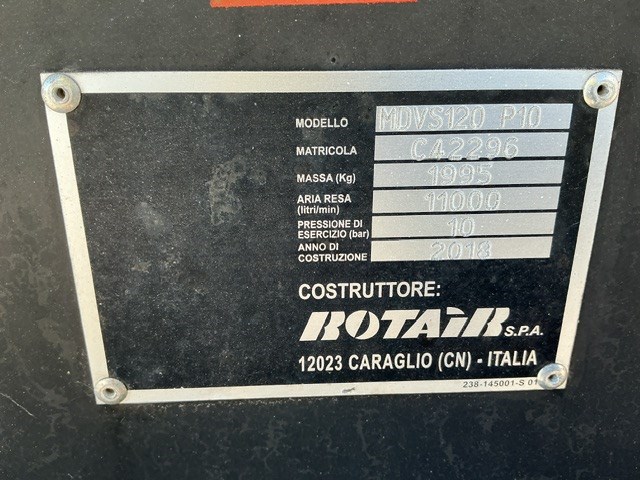 MODELLO MDVS120 P10
MATRICOLA C42296
MASSA (Kg) 1995
ARIA RESA (litri/min) 11000
PRESSIONE DI ESERCIZIO (bar) 10
ANNO DI COSTRUZIONE 2018
COSTRUTTORE:
ROTAIR S.P.A.
12023 CARAGLIO (CN) - ITALIA
238-145001-S 01